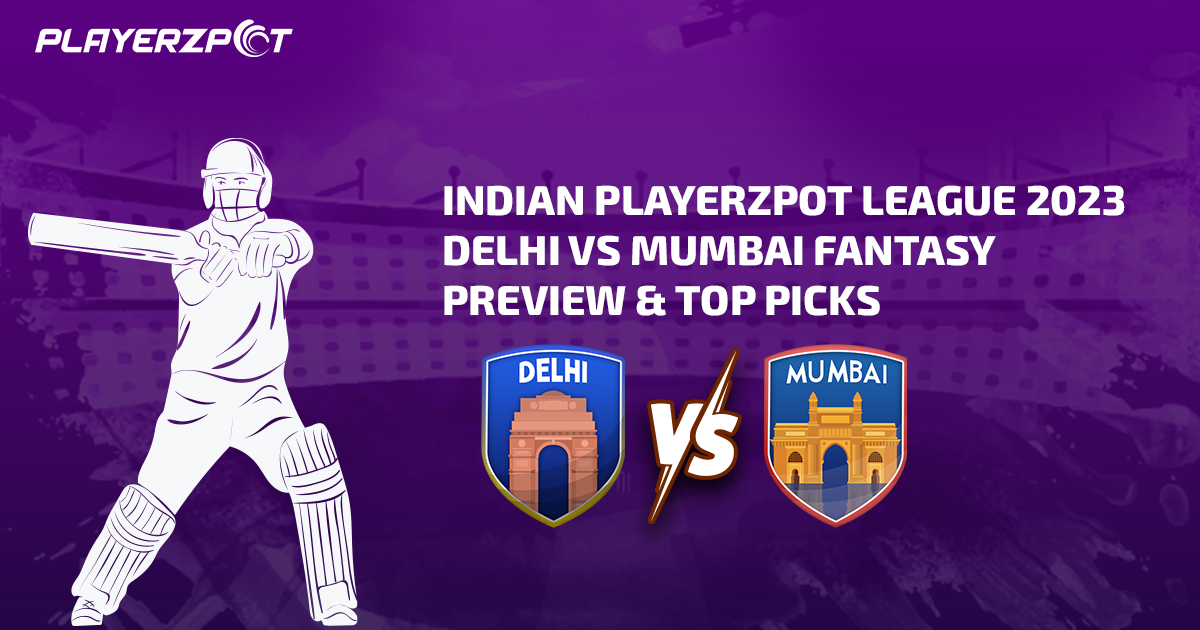 PLAYERZPOT
INDIAN PLAYERZPOT LEAGUE 2023
DELHI VS MUMBAI FANTASY
PREVIEW & TOP PICKS
DELHI
VS
MUMBAI